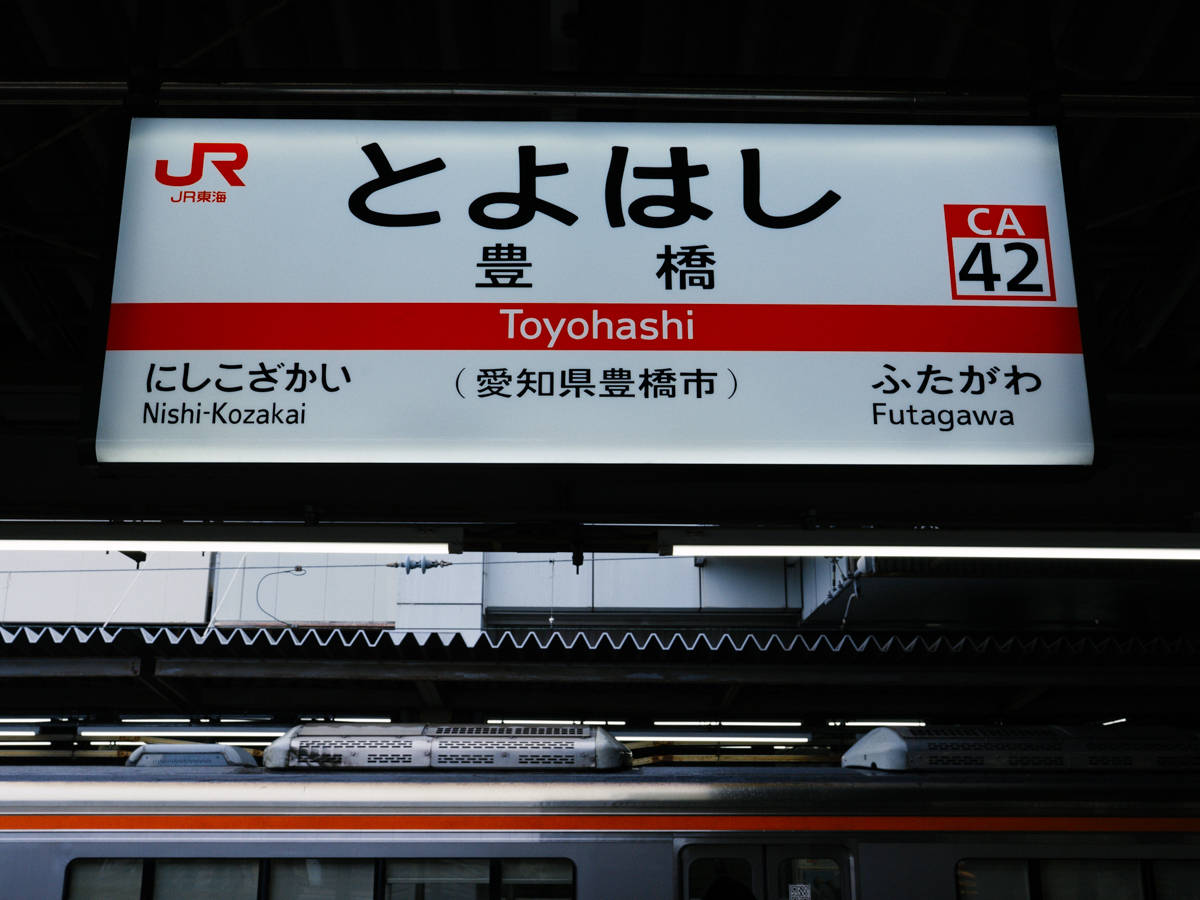 JR
JR東海
とよはし
豊橋
CA
42
Toyohashi
にしこざかい
Nishi-Kozakai
（愛知県豊橋市）
ふたがわ
Futagawa